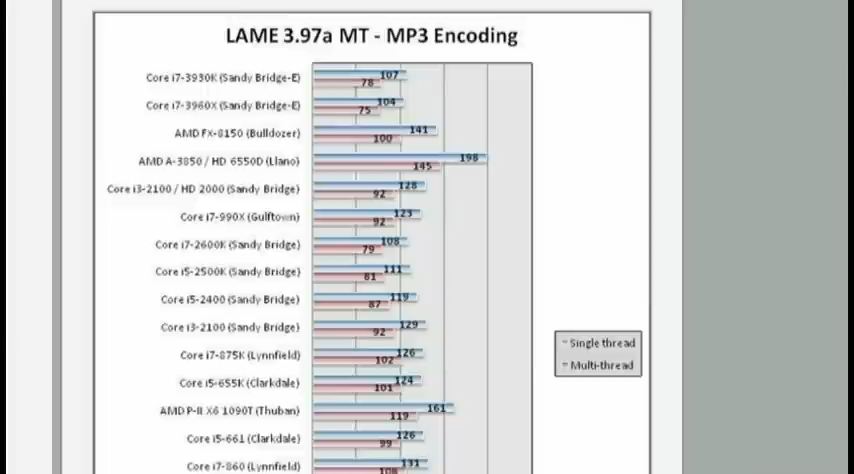 LAME 3.97a MT - MP3 Encoding
Core i7-3930K (Sandy Bridge-E) 107
78
Core i7-3960X (Sandy Bridge-E) 104
75
AMD FX-8150 (Bulldozer) 141
100
AMD A-3850 / HD 6550D (Llano) 198
145
Core i3-2100 / HD 2000 (Sandy Bridge) 128
92
Core i7-990X (Gulftown) 123
92
Core i7-2600K (Sandy Bridge) 108
79
Core i5-2500K (Sandy Bridge) 111
81
Core i5-2400 (Sandy Bridge) 119
87
Core i3-2100 (Sandy Bridge) 129
92
Core i7-875K (Lynnfield) 126
102
Core i5-655K (Clarkdale) 124
101
AMD P-II X6 1090T (Thuban) 161
119
Core i5-661 (Clarkdale) 126
99
Core i7-860 (Lynnfield) 131
Single thread
Multi-thread